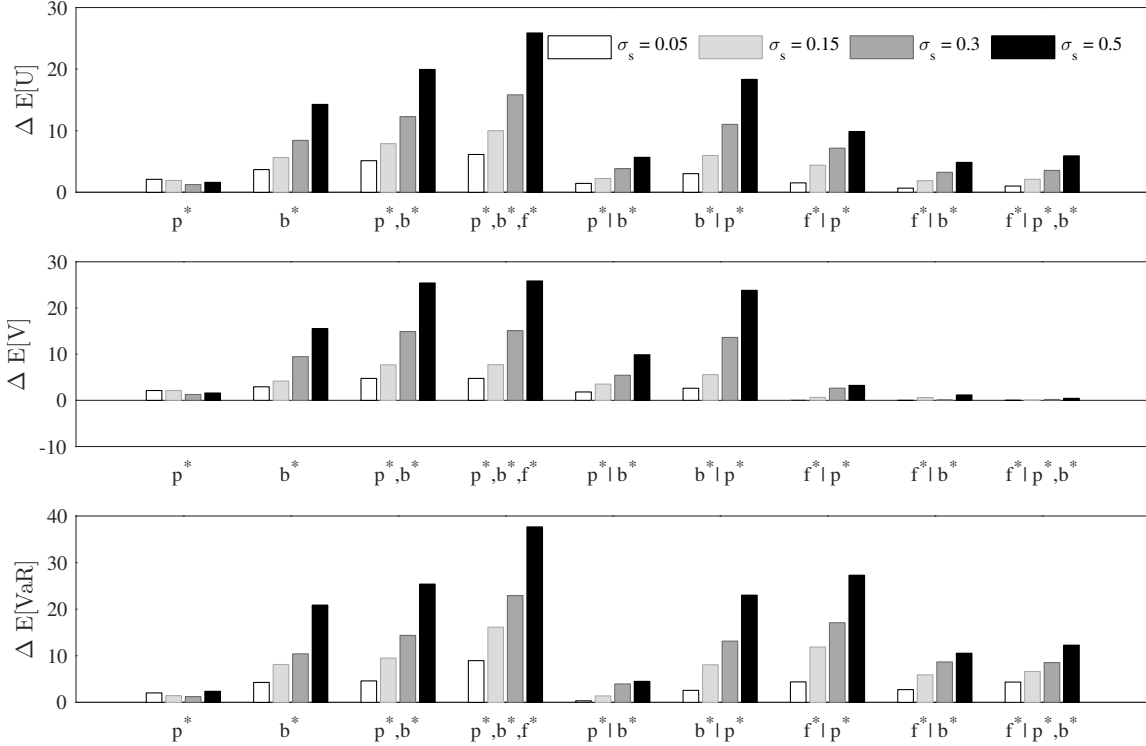 30
20
10
0
Δ E[U]
σs = 0.05 σs = 0.15 σs = 0.3 σs = 0.5
p* b* p*,b* p*,b*,f* p*|b* b*|p* f*|p* f*|b* f*|p*,b*
30
20
10
0
-10
Δ E[V]
p* b* p*,b* p*,b*,f* p*|b* b*|p* f*|p* f*|b* f*|p*,b*
40
30
20
10
0
Δ E[VaR]
p* b* p*,b* p*,b*,f* p*|b* b*|p* f*|p* f*|b* f*|p*,b*